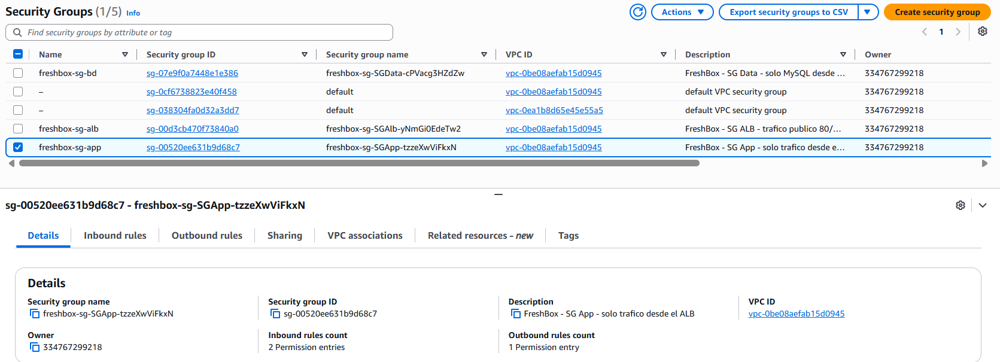 Security Groups (1/5) Info
Actions
Export security groups to CSV
Create security group
Find security groups by attribute or tag
1
Name Security group ID Security group name VPC ID Description Owner
freshbox-sg-bd sg-07e9f0a7448e1e386 freshbox-sg-SGData-cPVacg3HZdZw vpc-0be08aefab15d0945 FreshBox - SG Data - solo MySQL desde ... 334767299218
– sg-0cf6738823e40f458 default vpc-0be08aefab15d0945 default VPC security group 334767299218
– sg-038304fa0d32a3dd7 default vpc-0ea1b8d65e45e55a5 default VPC security group 334767299218
freshbox-sg-alb sg-00d3cb470f73840a0 freshbox-sg-SGAlb-yNmGi0EdeTw2 vpc-0be08aefab15d0945 FreshBox - SG ALB - trafico publico 80/... 334767299218
freshbox-sg-app sg-00520ee631b9d68c7 freshbox-sg-SGApp-tzzeXwViFkxN vpc-0be08aefab15d0945 FreshBox - SG App - solo trafico desde e... 334767299218
sg-00520ee631b9d68c7 - freshbox-sg-SGApp-tzzeXwViFkxN
Details Inbound rules Outbound rules Sharing VPC associations Related resources - new Tags
Details
Security group name Security group ID Description VPC ID
freshbox-sg-SGApp-tzzeXwViFkxN sg-00520ee631b9d68c7 FreshBox - SG App - solo trafico desde el ALB vpc-0be08aefab15d0945
Owner Inbound rules count Outbound rules count
334767299218 2 Permission entries 1 Permission entry